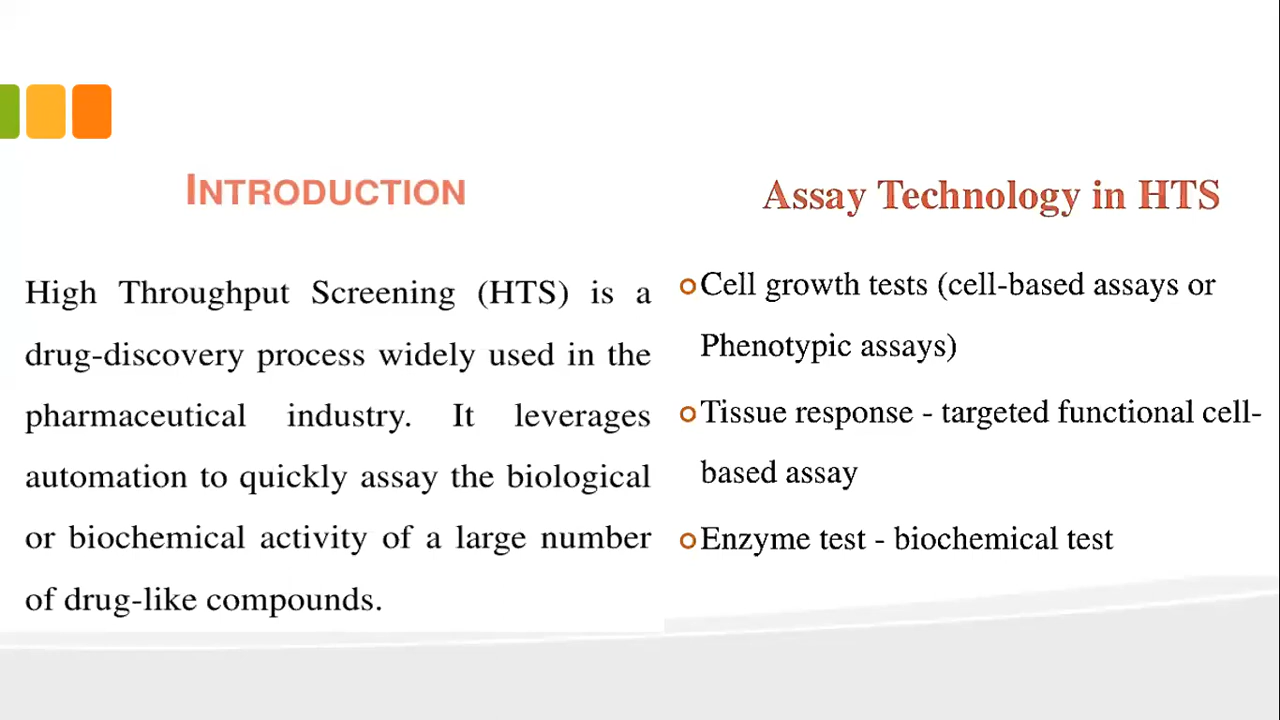 INTRODUCTION
High Throughput Screening (HTS) is a
drug-discovery process widely used in the
pharmaceutical industry. It leverages
automation to quickly assay the biological
or biochemical activity of a large number
of drug-like compounds.
Assay Technology in HTS
Cell growth tests (cell-based assays or
Phenotypic assays)
Tissue response - targeted functional cell-
based assay
Enzyme test - biochemical test